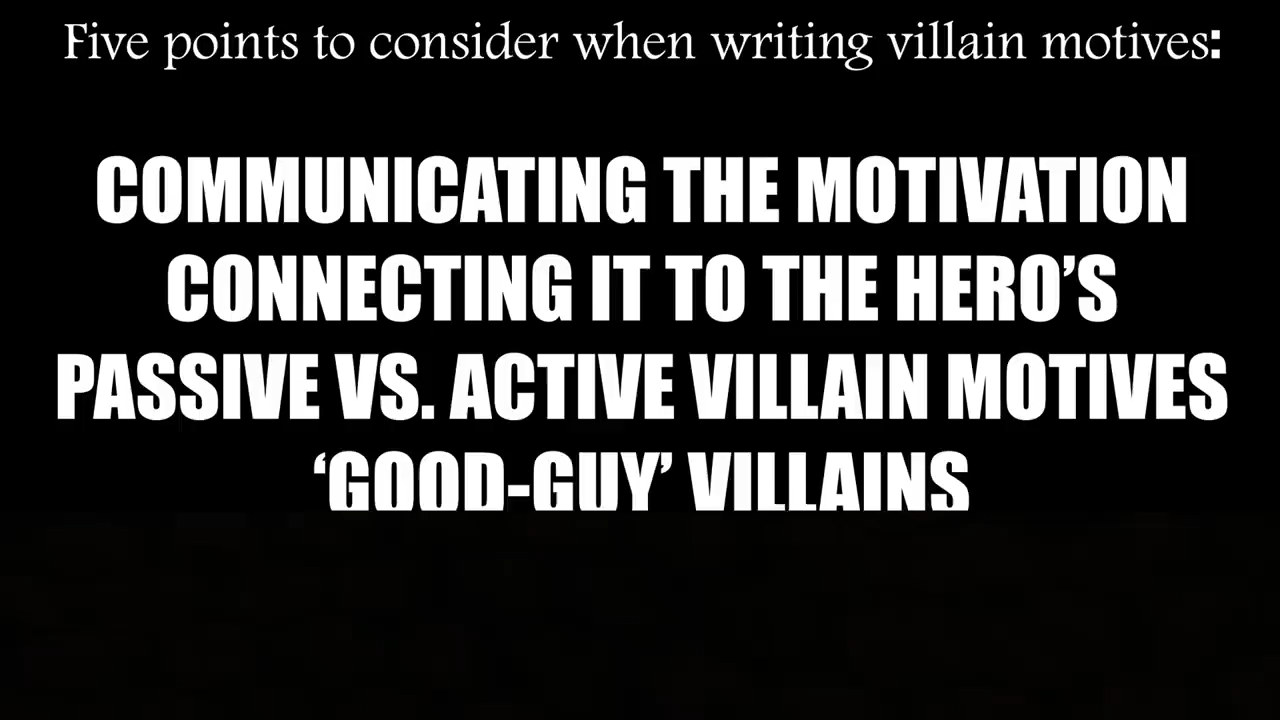 Five points to consider when writing villain motives:
COMMUNICATING THE MOTIVATION
CONNECTING IT TO THE HERO’S
PASSIVE VS. ACTIVE VILLAIN MOTIVES
‘GOOD-GUY’ VILLAINS